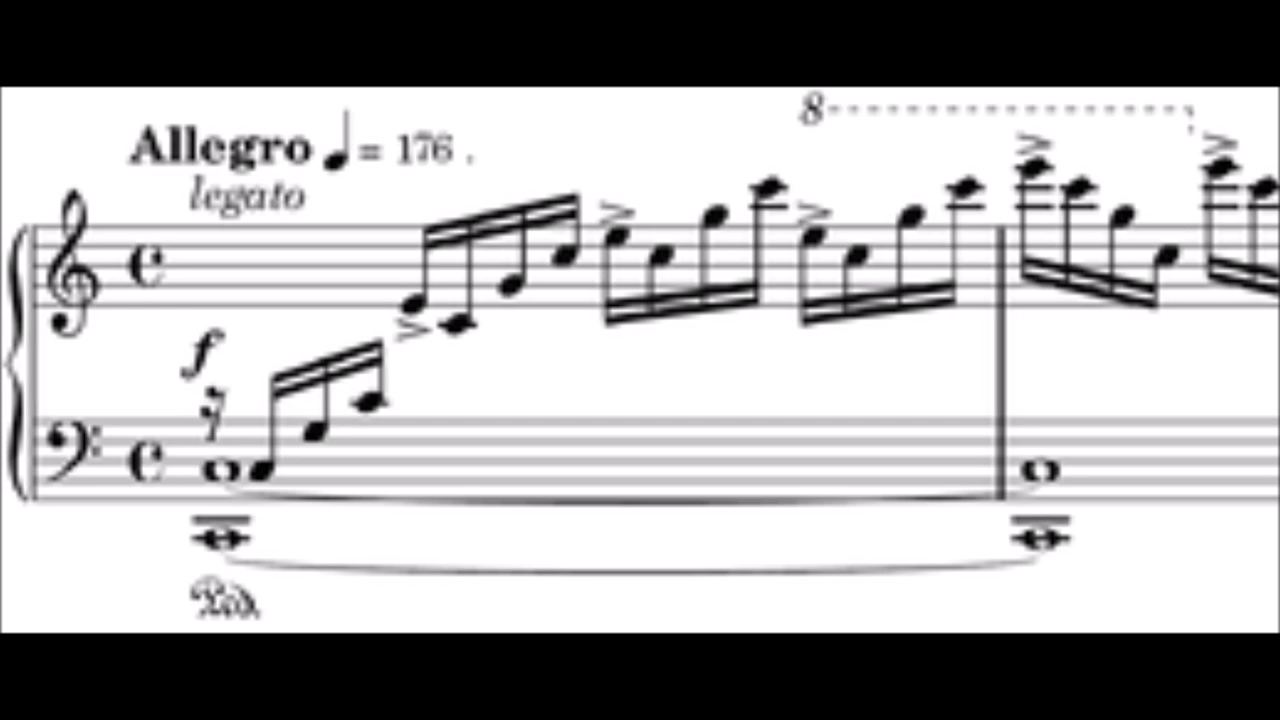 8
Allegro ♩ = 176 .
legato
f
Ped.